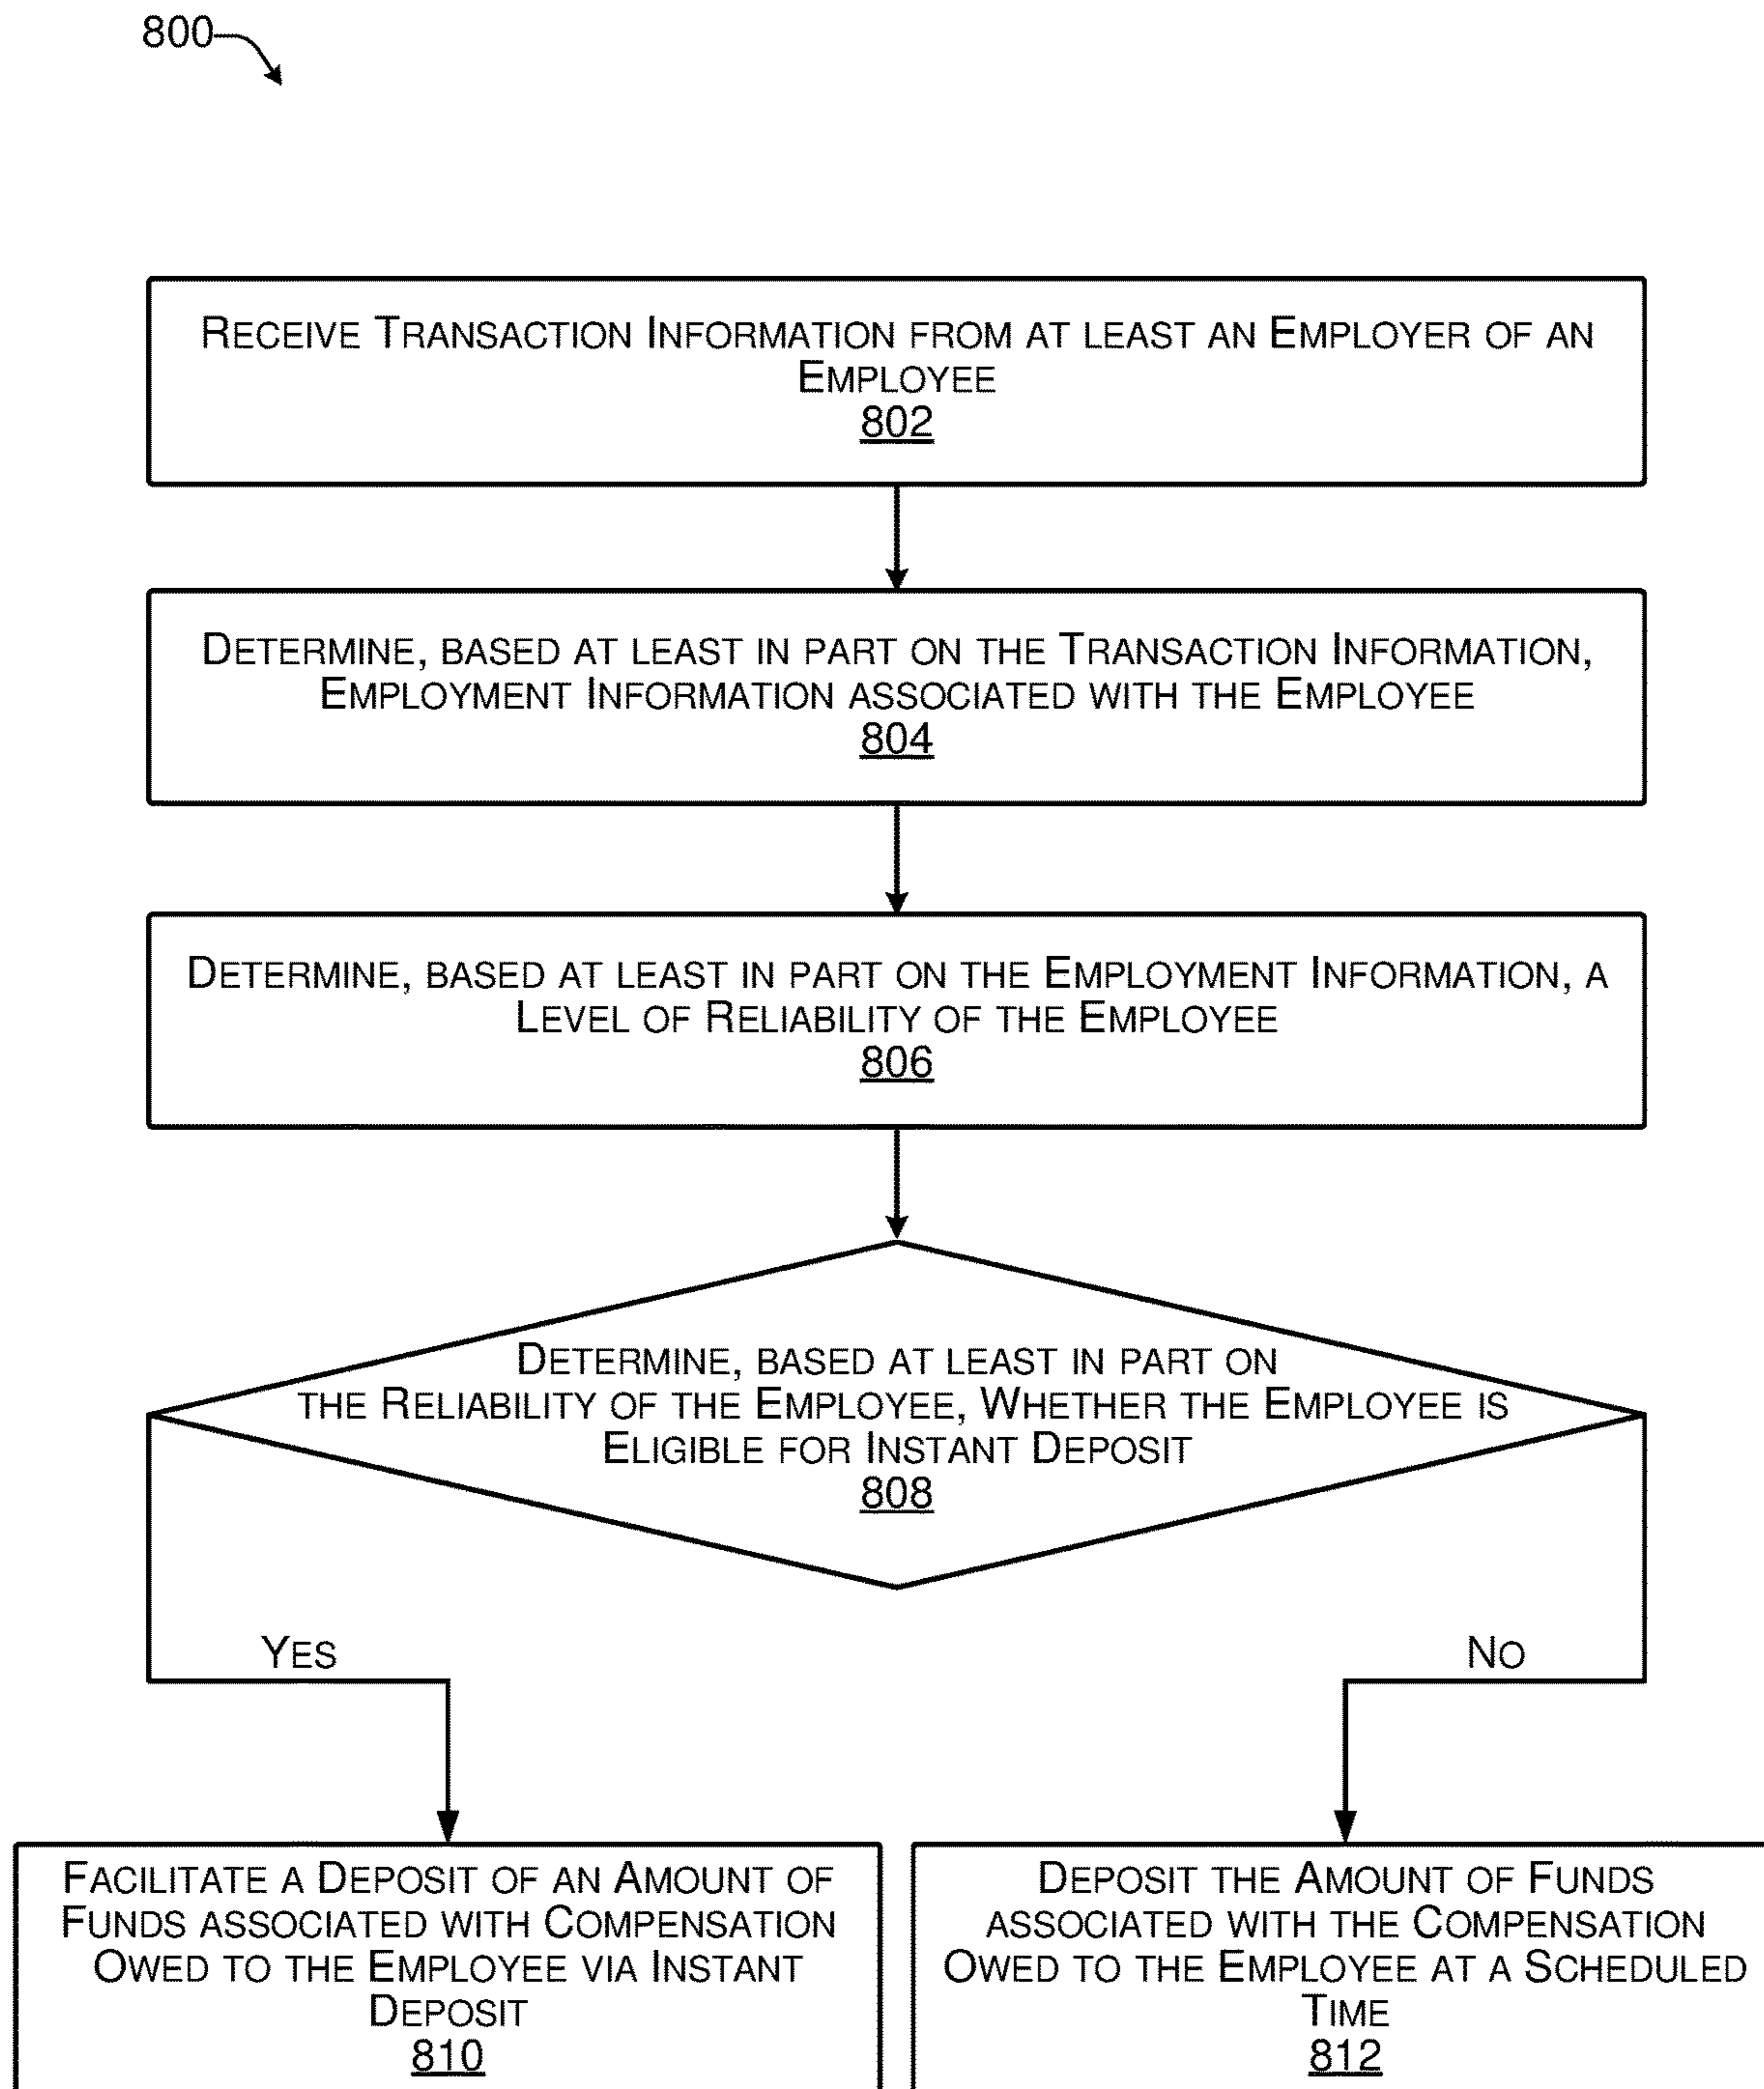 800
RECEIVE TRANSACTION INFORMATION FROM AT LEAST AN EMPLOYER OF AN
EMPLOYEE
802
DETERMINE, BASED AT LEAST IN PART ON THE TRANSACTION INFORMATION,
EMPLOYMENT INFORMATION ASSOCIATED WITH THE EMPLOYEE
804
DETERMINE, BASED AT LEAST IN PART ON THE EMPLOYMENT INFORMATION, A
LEVEL OF RELIABILITY OF THE EMPLOYEE
806
DETERMINE, BASED AT LEAST IN PART ON
THE RELIABILITY OF THE EMPLOYEE, WHETHER THE EMPLOYEE IS
ELIGIBLE FOR INSTANT DEPOSIT
808
YES
NO
FACILITATE A DEPOSIT OF AN AMOUNT OF
FUNDS ASSOCIATED WITH COMPENSATION
OWED TO THE EMPLOYEE VIA INSTANT
DEPOSIT
810
DEPOSIT THE AMOUNT OF FUNDS
ASSOCIATED WITH THE COMPENSATION
OWED TO THE EMPLOYEE AT A SCHEDULED
TIME
812